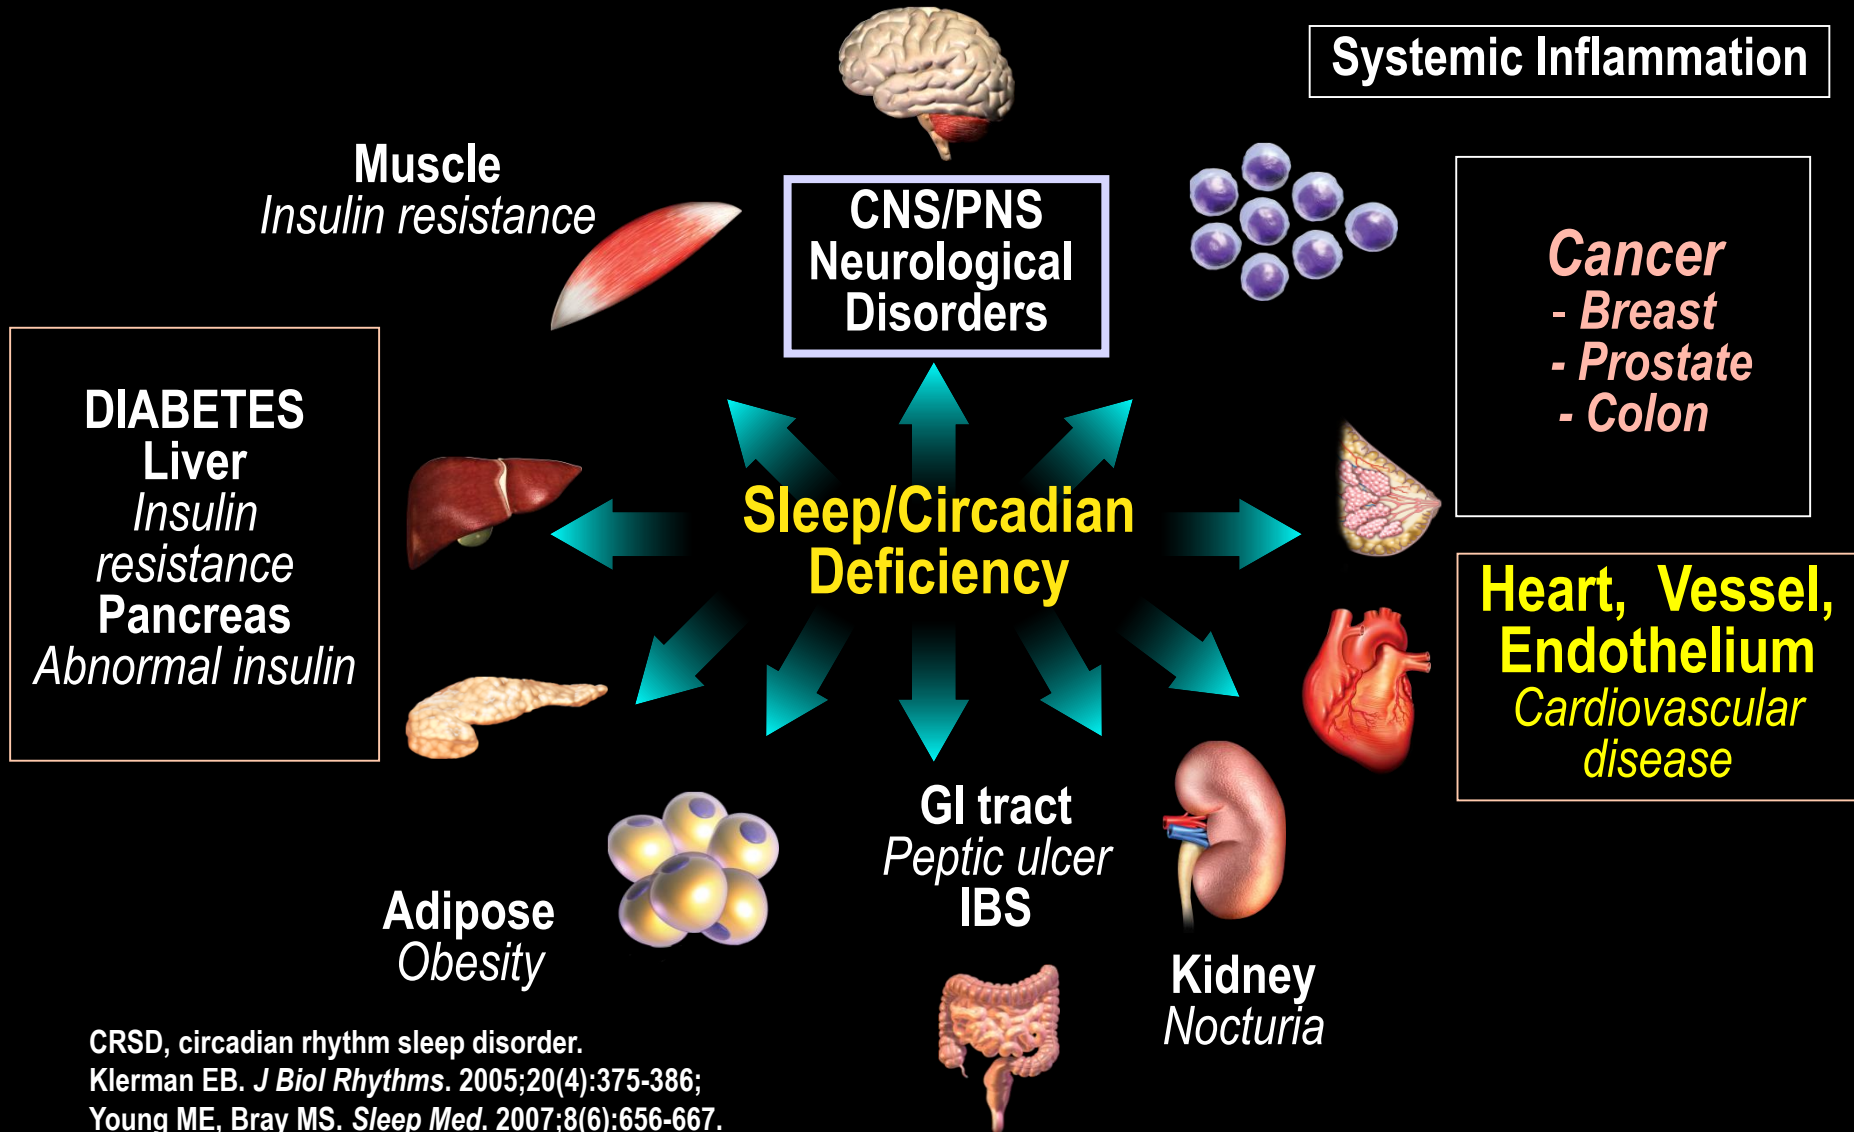 Systemic Inflammation
Muscle
Insulin resistance
CNS/PNS
Neurological
Disorders
Cancer
- Breast
- Prostate
- Colon
DIABETES
Liver
Insulin
resistance
Pancreas
Abnormal insulin
Sleep/Circadian
Deficiency
Heart, Vessel,
Endothelium
Cardiovascular
disease
GI tract
Peptic ulcer
IBS
Adipose
Obesity
Kidney
Nocturia
CRSD, circadian rhythm sleep disorder.
Klerman EB. J Biol Rhythms. 2005;20(4):375-386;
Young ME, Bray MS. Sleep Med. 2007;8(6):656-667.